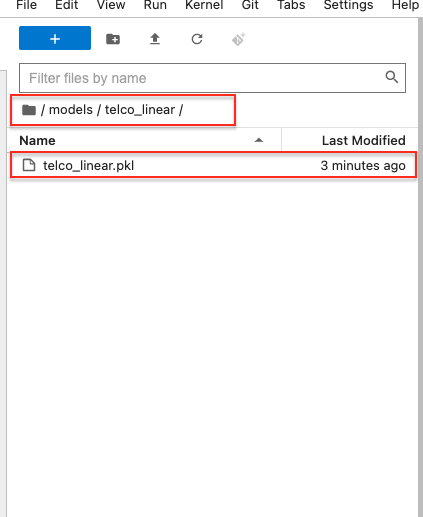 File Edit View Run Kernel Git Tabs Settings Help
+
Filter files by name
/ models / telco_linear /
Name Last Modified
telco_linear.pkl 3 minutes ago